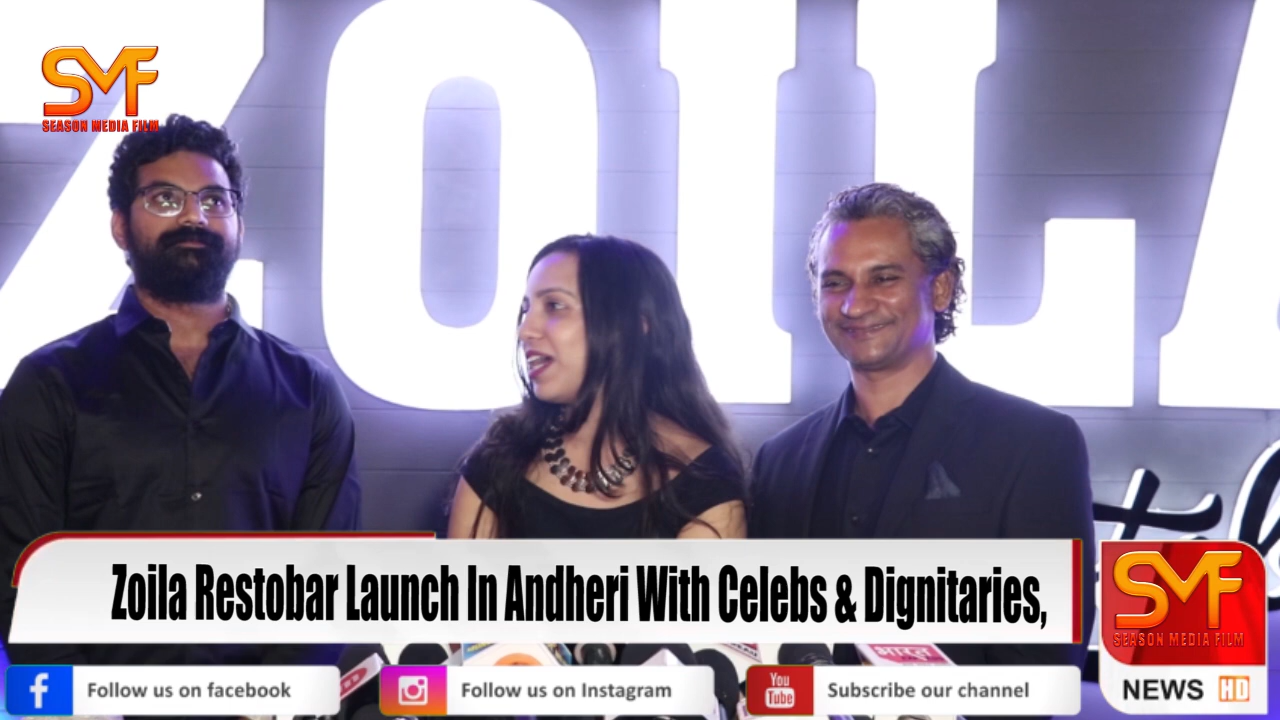 SMF
SEASON MEDIA FILM
ZOILA
Zoila Restobar Launch In Andheri With Celebs & Dignitaries,
SMF
SEASON MEDIA FILM
NEWS HD
भारत
f Follow us on facebook
Follow us on Instagram
You Tube Subscribe our channel